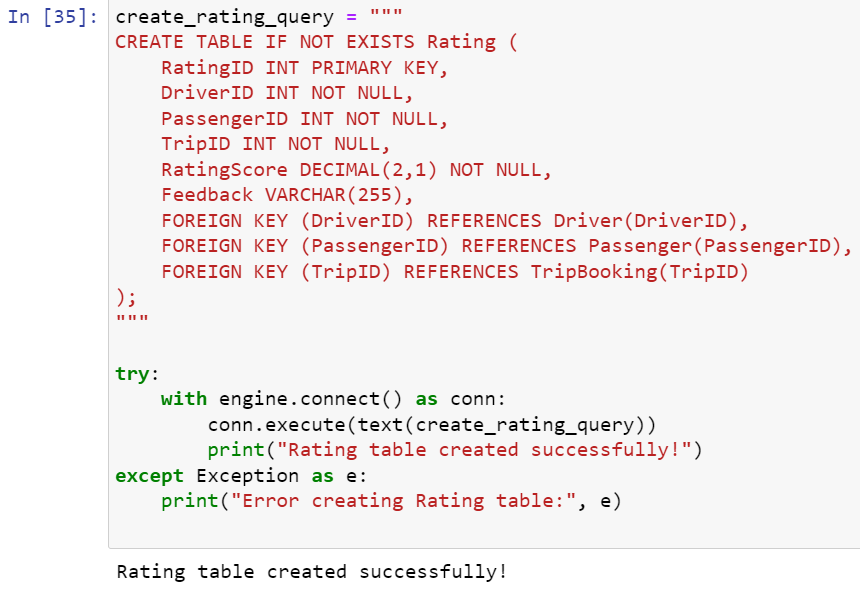 In [35]: create_rating_query = """
CREATE TABLE IF NOT EXISTS Rating (
    RatingID INT PRIMARY KEY,
    DriverID INT NOT NULL,
    PassengerID INT NOT NULL,
    TripID INT NOT NULL,
    RatingScore DECIMAL(2,1) NOT NULL,
    Feedback VARCHAR(255),
    FOREIGN KEY (DriverID) REFERENCES Driver(DriverID),
    FOREIGN KEY (PassengerID) REFERENCES Passenger(PassengerID),
    FOREIGN KEY (TripID) REFERENCES TripBooking(TripID)
);
"""
try:
    with engine.connect() as conn:
        conn.execute(text(create_rating_query))
        print("Rating table created successfully!")
except Exception as e:
    print("Error creating Rating table:", e)
Rating table created successfully!